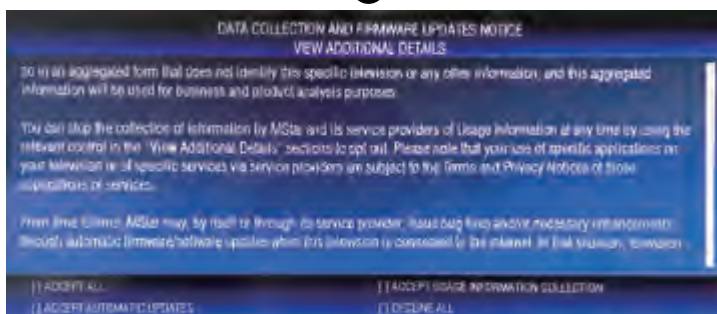 DATA COLLECTION AND FIRMWARE UPDATES NOTICE
VIEW ADDITIONAL DETAILS
so in an aggregated form that does not identify this specific television or any other information, and this aggregated
information will be used for business and product analysis purposes.
You can stop the collection of information by MStar and its service providers of Usage Information at any time by using the
relevant control in the "View Additional Details" sections to opt out. Please note that your use of specific applications on
your television or of specific services via service providers are subject to the Terms and Privacy Notices of those
applications or services.
From time to time, MStar may, by itself or through its service provider, issue bug fixes and/or necessary enhancements
through automatic firmware/software updates when this television is connected to the internet. In that situation,
[ ] ACCEPT ALL
[ ] ACCEPT USAGE INFORMATION COLLECTION
[ ] ACCEPT AUTOMATIC UPDATES
[ ] DECLINE ALL